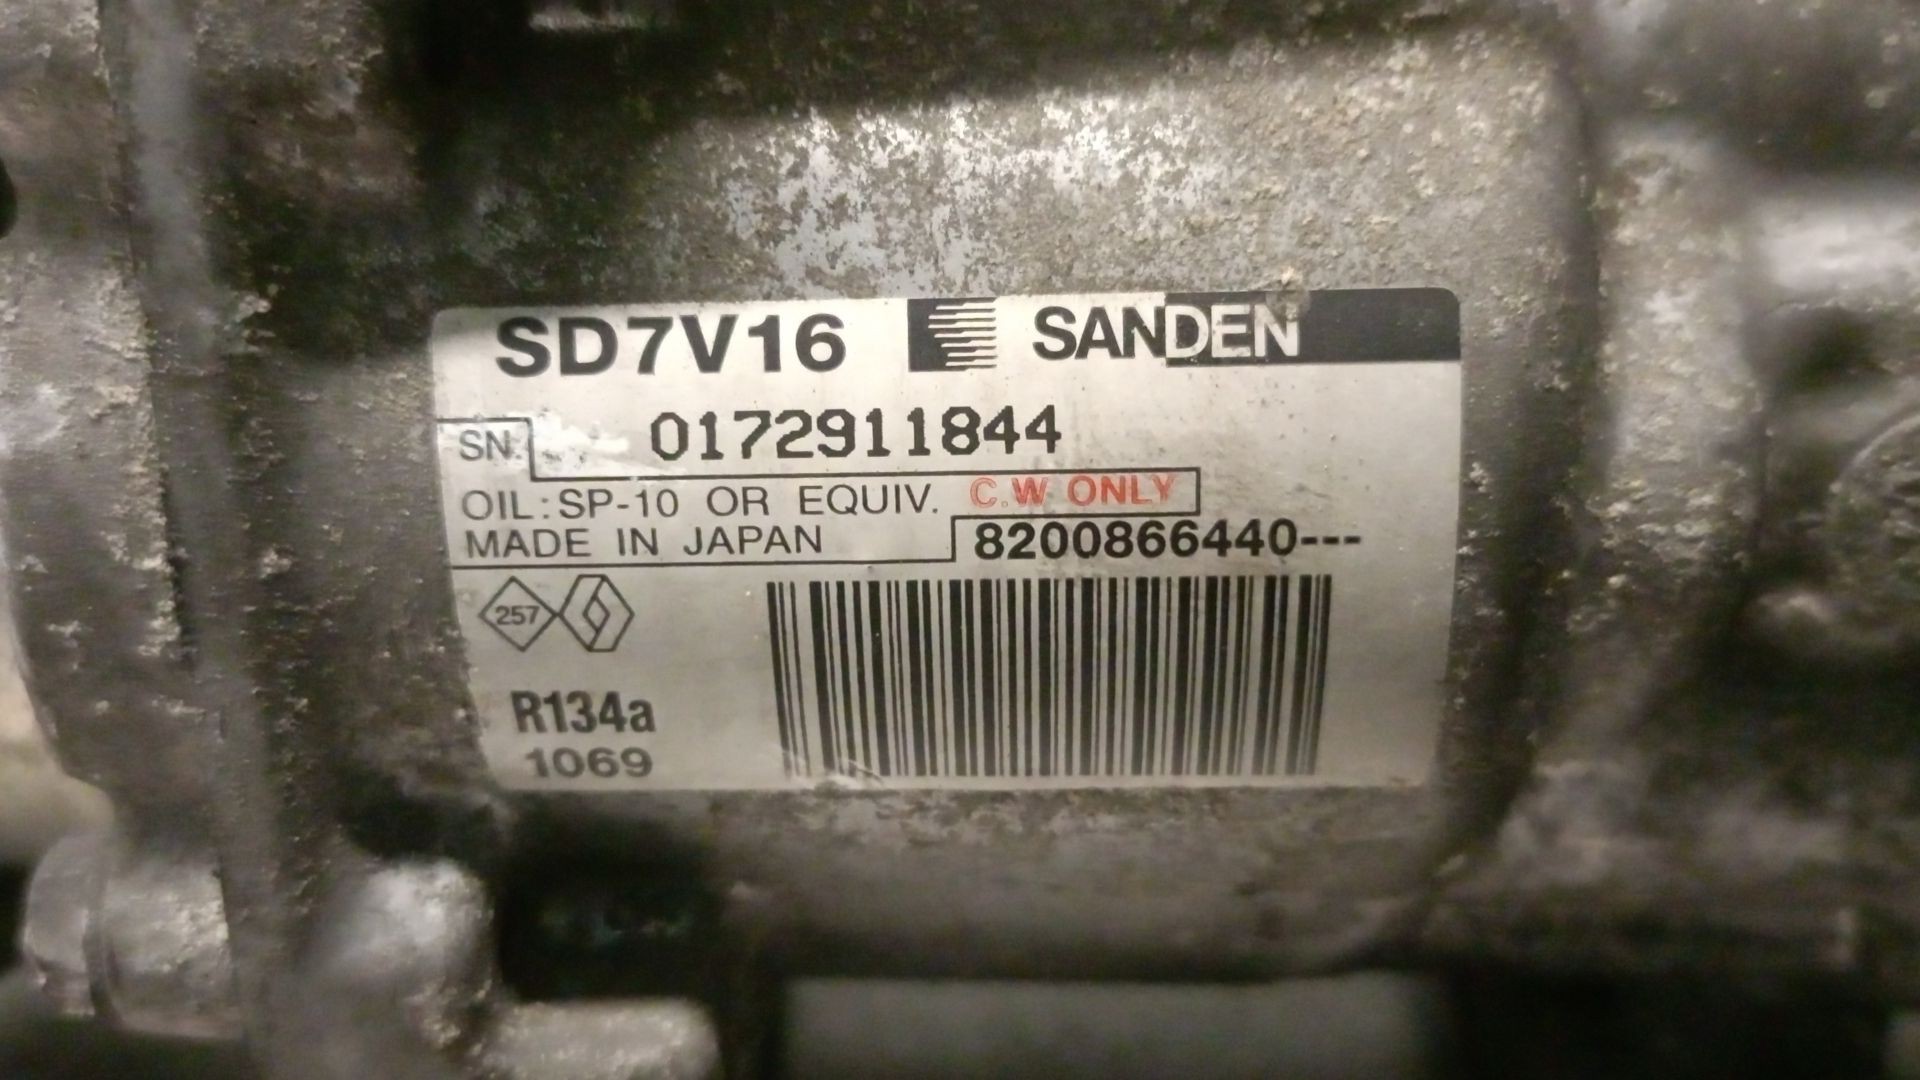 SD7V16 SANDEN
SN. 0172911844
OIL:SP-10 OR EQUIV. C.W ONLY
MADE IN JAPAN 8200866440---
257
R134a
1069